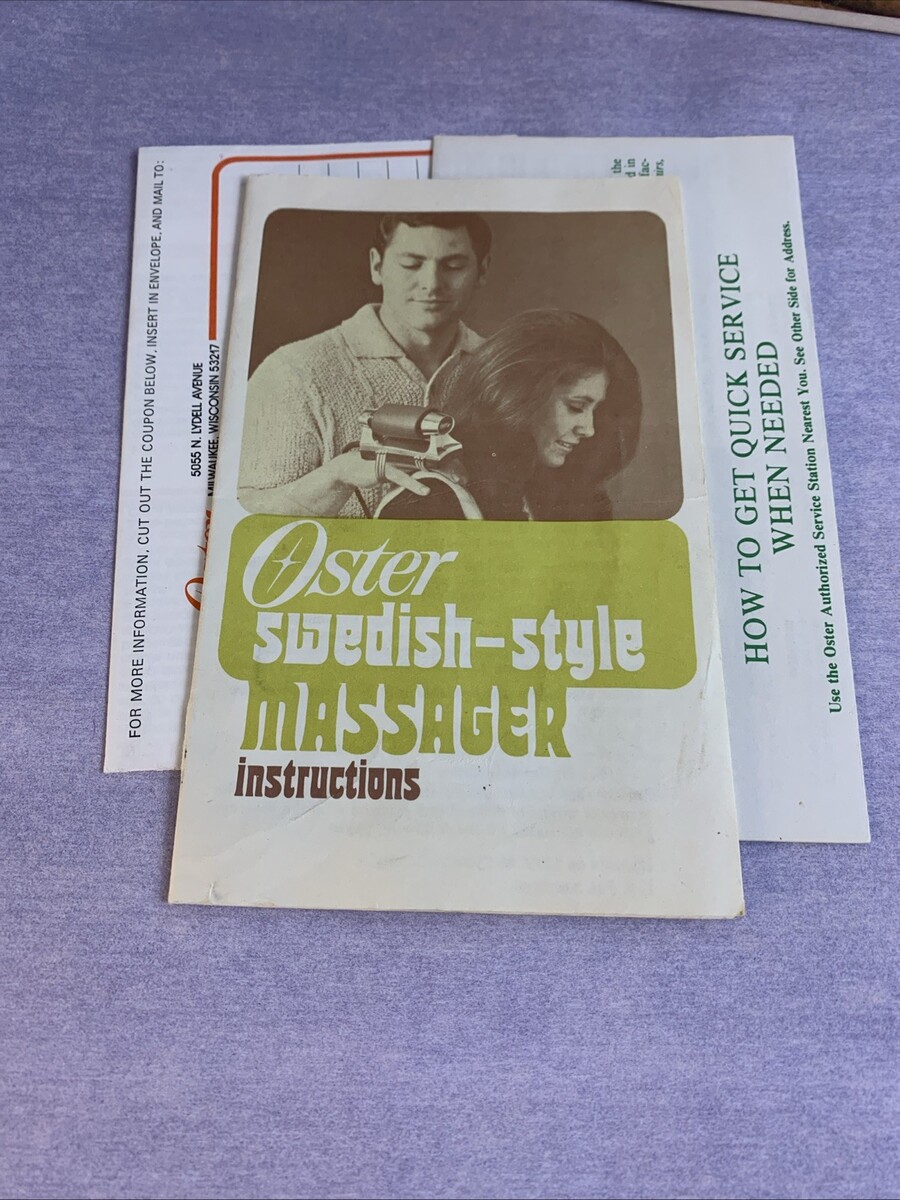 Oster
swedish-style
MASSAGER
instructions
FOR MORE INFORMATION, CUT OUT THE COUPON BELOW, INSERT IN ENVELOPE, AND MAIL TO:
5055 N. LYDELL AVENUE
MILWAUKEE, WISCONSIN 53217
the
d in
HOW TO GET QUICK SERVICE
WHEN NEEDED
Use the Oster Authorized Service Station Nearest You. See Other Side for Address.